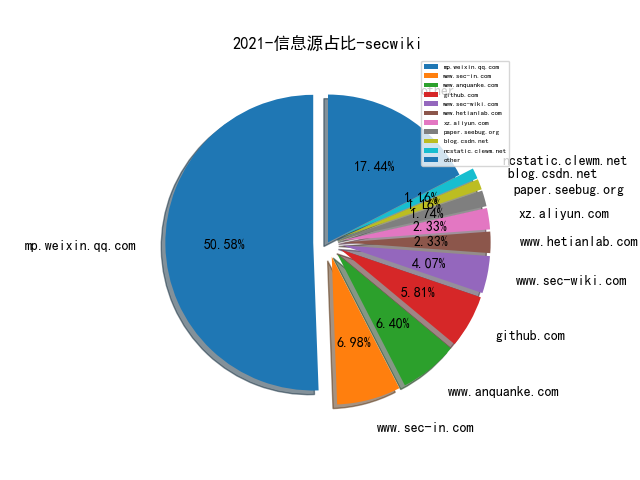 2021-信息源占比-secwiki
mp.weixin.qq.com
www.sec-in.com
www.anquanke.com
github.com
www.sec-wiki.com
www.hetianlab.com
xz.aliyun.com
paper.seebug.org
blog.csdn.net
ncstatic.clewm.net
other
17.44%
ncstatic.clewm.net
blog.csdn.net
paper.seebug.org
1.16%
1.16%
1.74%
xz.aliyun.com
2.33%
www.hetianlab.com
2.33%
mp.weixin.qq.com
50.58%
4.07%
www.sec-wiki.com
5.81%
github.com
6.40%
6.98%
www.anquanke.com
www.sec-in.com